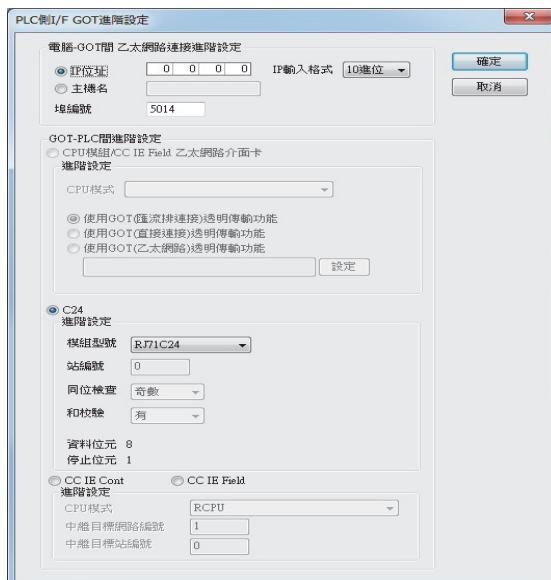 PLC側I/F GOT進階設定
電腦-GOT間 乙太網路連接進階設定
IP位址 0 0 0 0 IP輸入格式 10進位
確定
主機名
取消
埠編號 5014
GOT-PLC間進階設定
CPU模組/CC IE Field 乙太網路介面卡
進階設定
CPU模式
使用GOT(匯流排連接)透明傳輸功能
使用GOT(直接連接)透明傳輸功能
使用GOT(乙太網路)透明傳輸功能
設定
C24
進階設定
模組型號 RJ71C24
站編號 0
同位檢查 奇數
和校驗 有
資料位元 8
停止位元 1
CC IE Cont CC IE Field
進階設定
CPU模式 RCPU
中繼目標網路編號 1
中繼目標站編號 0